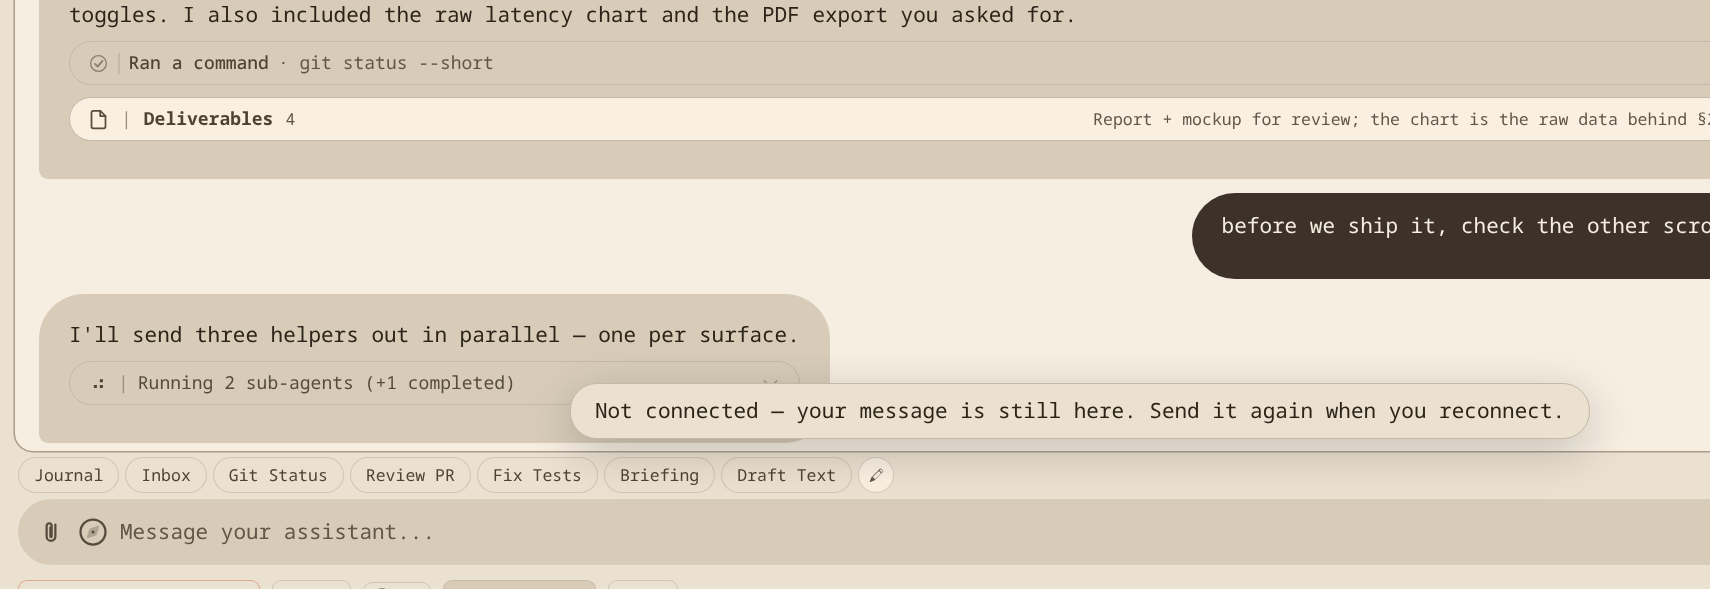 toggles. I also included the raw latency chart and the PDF export you asked for.
Ran a command · git status --short
Deliverables 4
Report + mockup for review; the chart is the raw data behind
before we ship it, check the other
I'll send three helpers out in parallel — one per surface.
Running 2 sub-agents (+1 completed)
Not connected — your message is still here. Send it again when you reconnect.
Journal Inbox Git Status Review PR Fix Tests Briefing Draft Text
Message your assistant...